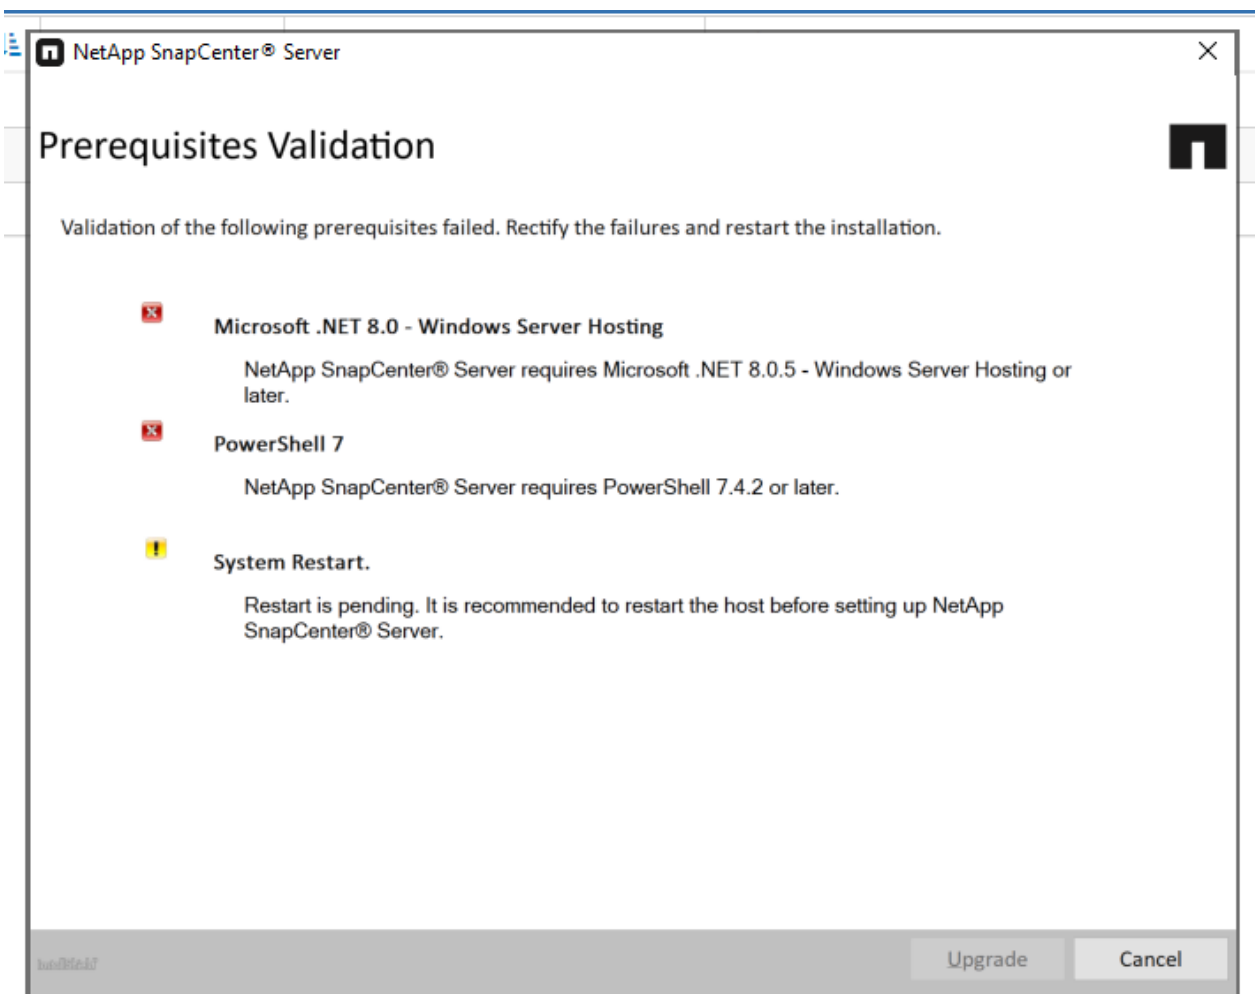 NetApp SnapCenter® Server
Prerequisites Validation
Validation of the following prerequisites failed. Rectify the failures and restart the installation.
Microsoft .NET 8.0 - Windows Server Hosting
NetApp SnapCenter® Server requires Microsoft .NET 8.0.5 - Windows Server Hosting or
later.
PowerShell 7
NetApp SnapCenter® Server requires PowerShell 7.4.2 or later.
System Restart.
Restart is pending. It is recommended to restart the host before setting up NetApp
SnapCenter® Server.
Upgrade
Cancel